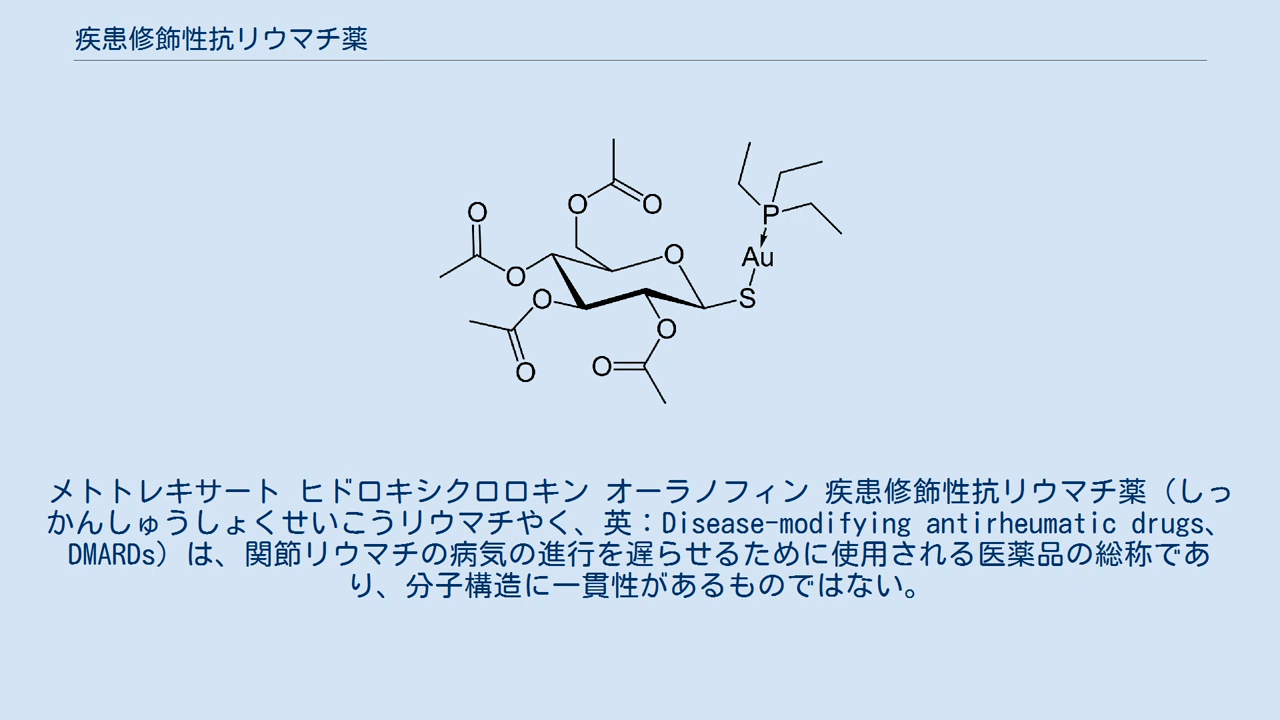 疾患修飾性抗リウマチ薬
O
O
O
O
O
O
O
O
O
P
Au
S
メトトレキサート ヒドロキシクロロキン オーラノフィン 疾患修飾性抗リウマチ薬（しっ
かんしゅうしょくせいこうリウマチやく、英：Disease-modifying antirheumatic drugs、
DMARDs）は、関節リウマチの病気の進行を遅らせるために使用される医薬品の総称であ
り、分子構造に一貫性があるものではない。